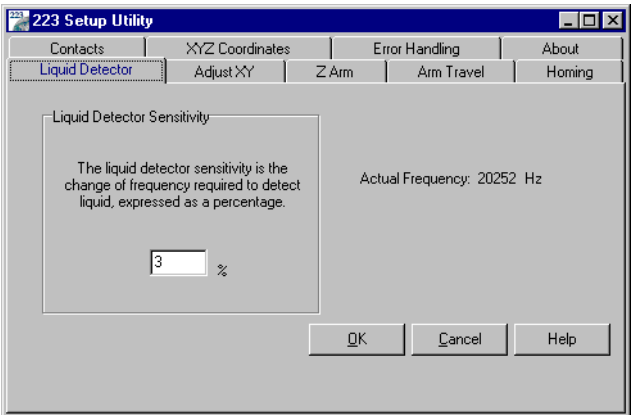 223 Setup Utility
Contacts XYZ Coordinates Error Handling About
Liquid Detector Adjust XY Z Arm Arm Travel Homing
Liquid Detector Sensitivity
The liquid detector sensitivity is the
change of frequency required to detect
liquid, expressed as a percentage.
Actual Frequency: 20252 Hz
3 %
OK Cancel Help